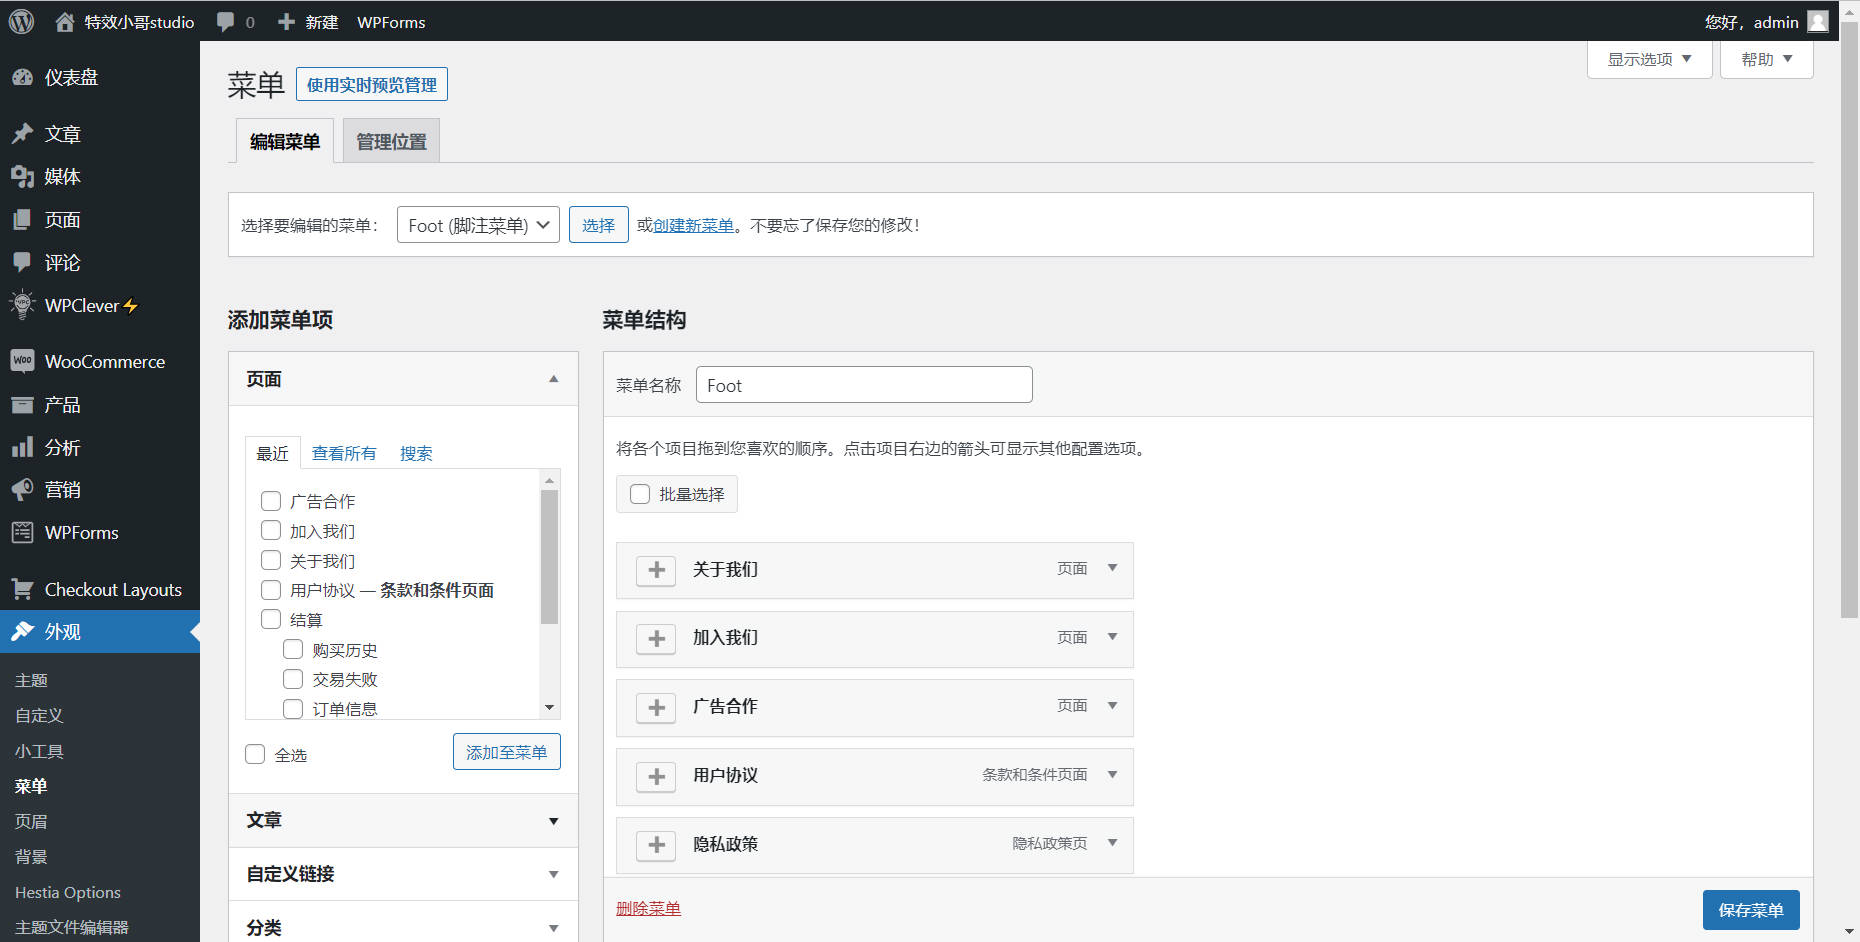 特效小哥studio 0 新建 WPForms 您好，admin
仪表盘
文章
媒体
页面
评论
WPClever⚡
WooCommerce
产品
分析
营销
WPForms
Checkout Layouts
外观
主题
自定义
小工具
菜单
页眉
背景
Hestia Options
主题文件编辑器
显示选项 帮助
菜单 使用实时预览管理
编辑菜单 管理位置
选择要编辑的菜单： Foot (脚注菜单) 选择 或创建新菜单。不要忘了保存您的修改！
添加菜单项
页面
最近 查看所有 搜索
广告合作
加入我们
关于我们
用户协议 — 条款和条件页面
结算
购买历史
交易失败
订单信息
全选 添加至菜单
文章
自定义链接
分类
菜单结构
菜单名称 Foot
将各个项目拖到您喜欢的顺序。点击项目右边的箭头可显示其他配置选项。
批量选择
关于我们 页面
加入我们 页面
广告合作 页面
用户协议 条款和条件页面
隐私政策 隐私政策页
删除菜单 保存菜单